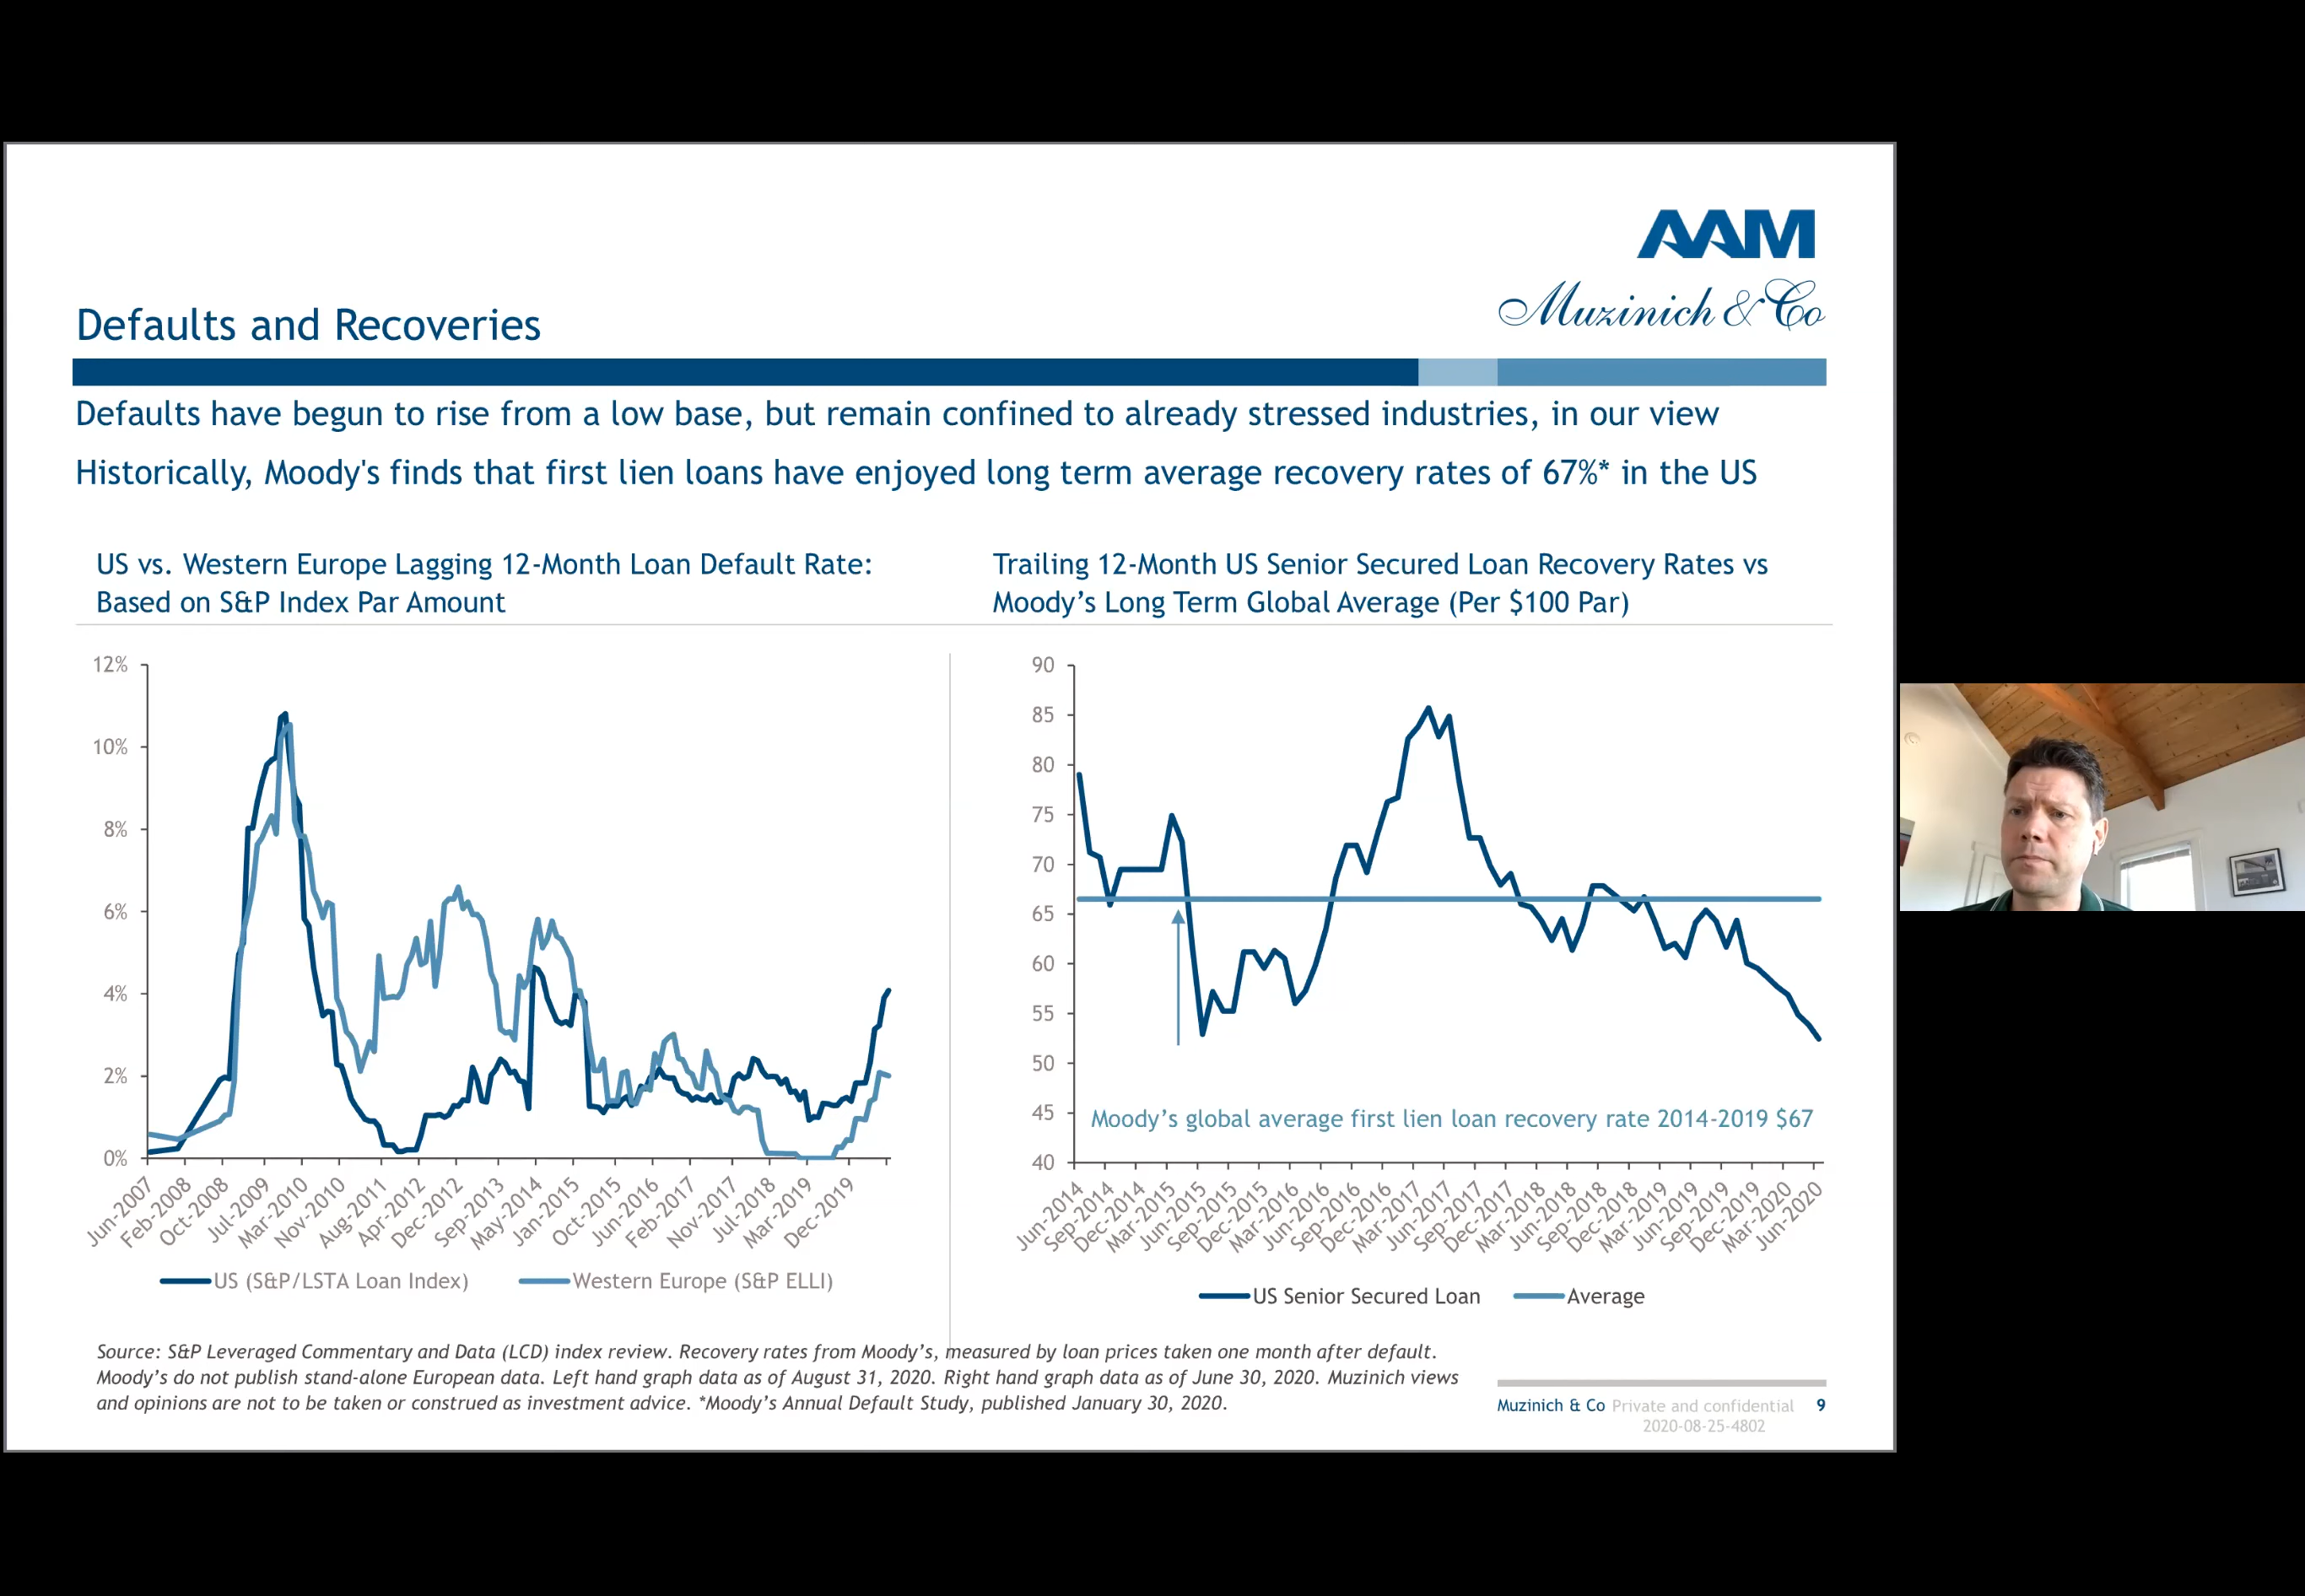 AAM
Muzinich & Co
Defaults and Recoveries
Defaults have begun to rise from a low base, but remain confined to already stressed industries, in our view
Historically, Moody's finds that first lien loans have enjoyed long term average recovery rates of 67%* in the US
US vs. Western Europe Lagging 12-Month Loan Default Rate:
Based on S&P Index Par Amount
12%
10%
8%
6%
4%
2%
0%
Jun-2007
Feb-2008
Oct-2008
Jul-2009
Mar-2010
Nov-2010
Aug-2011
Apr-2012
Dec-2012
Sep-2013
May-2014
Jan-2015
Oct-2015
Jun-2016
Feb-2017
Nov-2017
Jul-2018
Mar-2019
Dec-2019
US (S&P/LSTA Loan Index)
Western Europe (S&P ELLI)
Trailing 12-Month US Senior Secured Loan Recovery Rates vs
Moody’s Long Term Global Average (Per $100 Par)
90
85
80
75
70
65
60
55
50
45
40
Moody’s global average first lien loan recovery rate 2014-2019 $67
Jun-2014
Sep-2014
Dec-2014
Mar-2015
Jun-2015
Sep-2015
Dec-2015
Mar-2016
Jun-2016
Sep-2016
Dec-2016
Mar-2017
Jun-2017
Sep-2017
Dec-2017
Mar-2018
Jun-2018
Sep-2018
Dec-2018
Mar-2019
Jun-2019
Sep-2019
Dec-2019
Mar-2020
Jun-2020
US Senior Secured Loan
Average
Source: S&P Leveraged Commentary and Data (LCD) index review. Recovery rates from Moody’s, measured by loan prices taken one month after default.
Moody’s do not publish stand-alone European data. Left hand graph data as of August 31, 2020. Right hand graph data as of June 30, 2020. Muzinich views
and opinions are not to be taken or construed as investment advice. *Moody’s Annual Default Study, published January 30, 2020.
Muzinich & Co Private and confidential 9
2020-08-25-4802